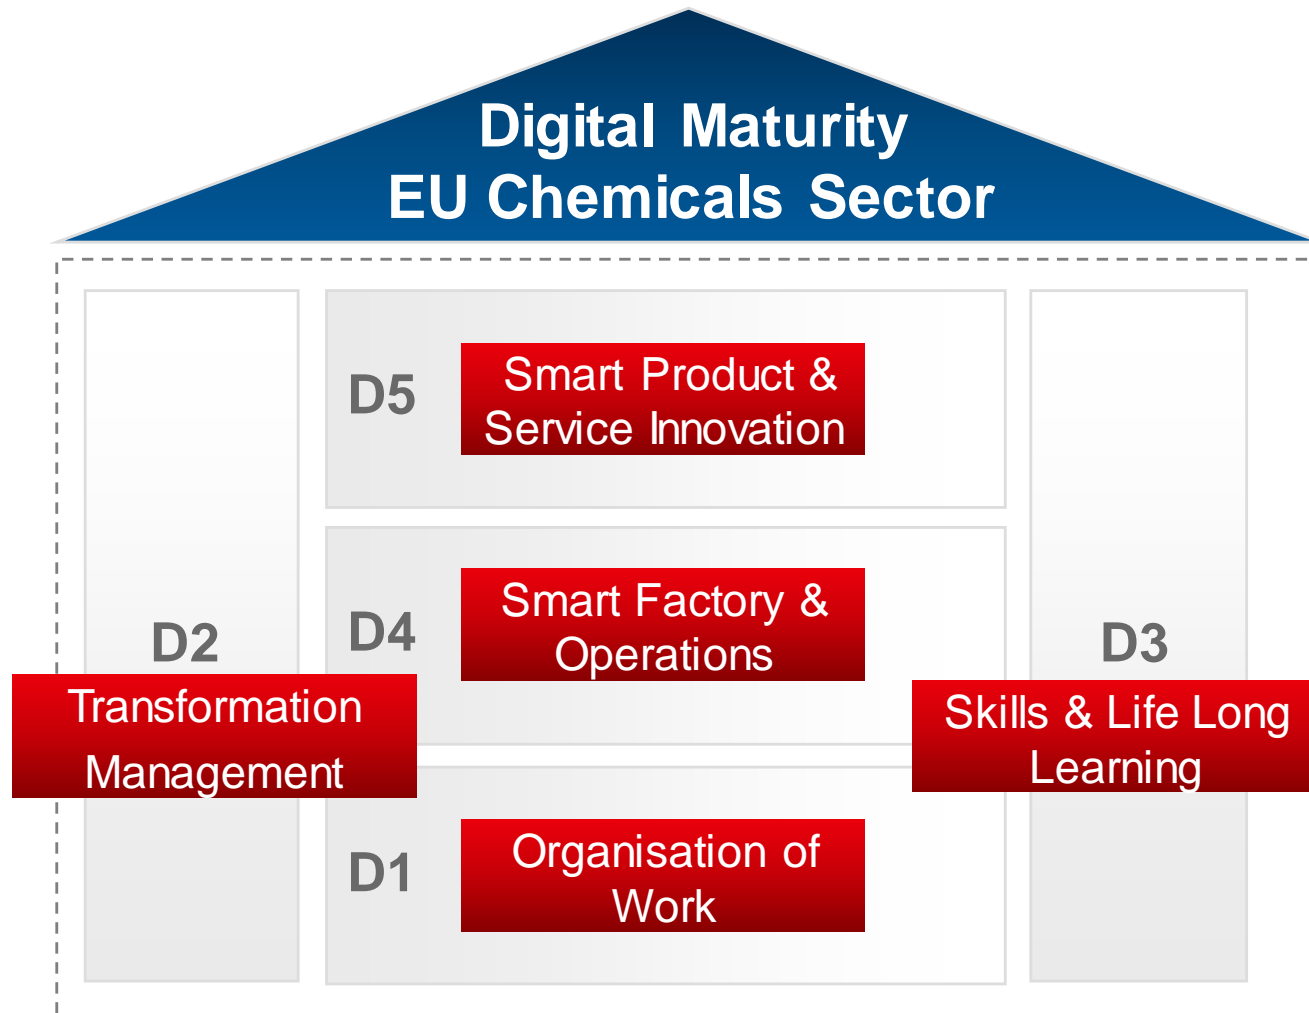 Digital Maturity
EU Chemicals Sector
D5
Smart Product &
Service Innovation
D4
Smart Factory &
Operations
D2
Transformation
Management
D3
Skills & Life Long
Learning
D1
Organisation of
Work